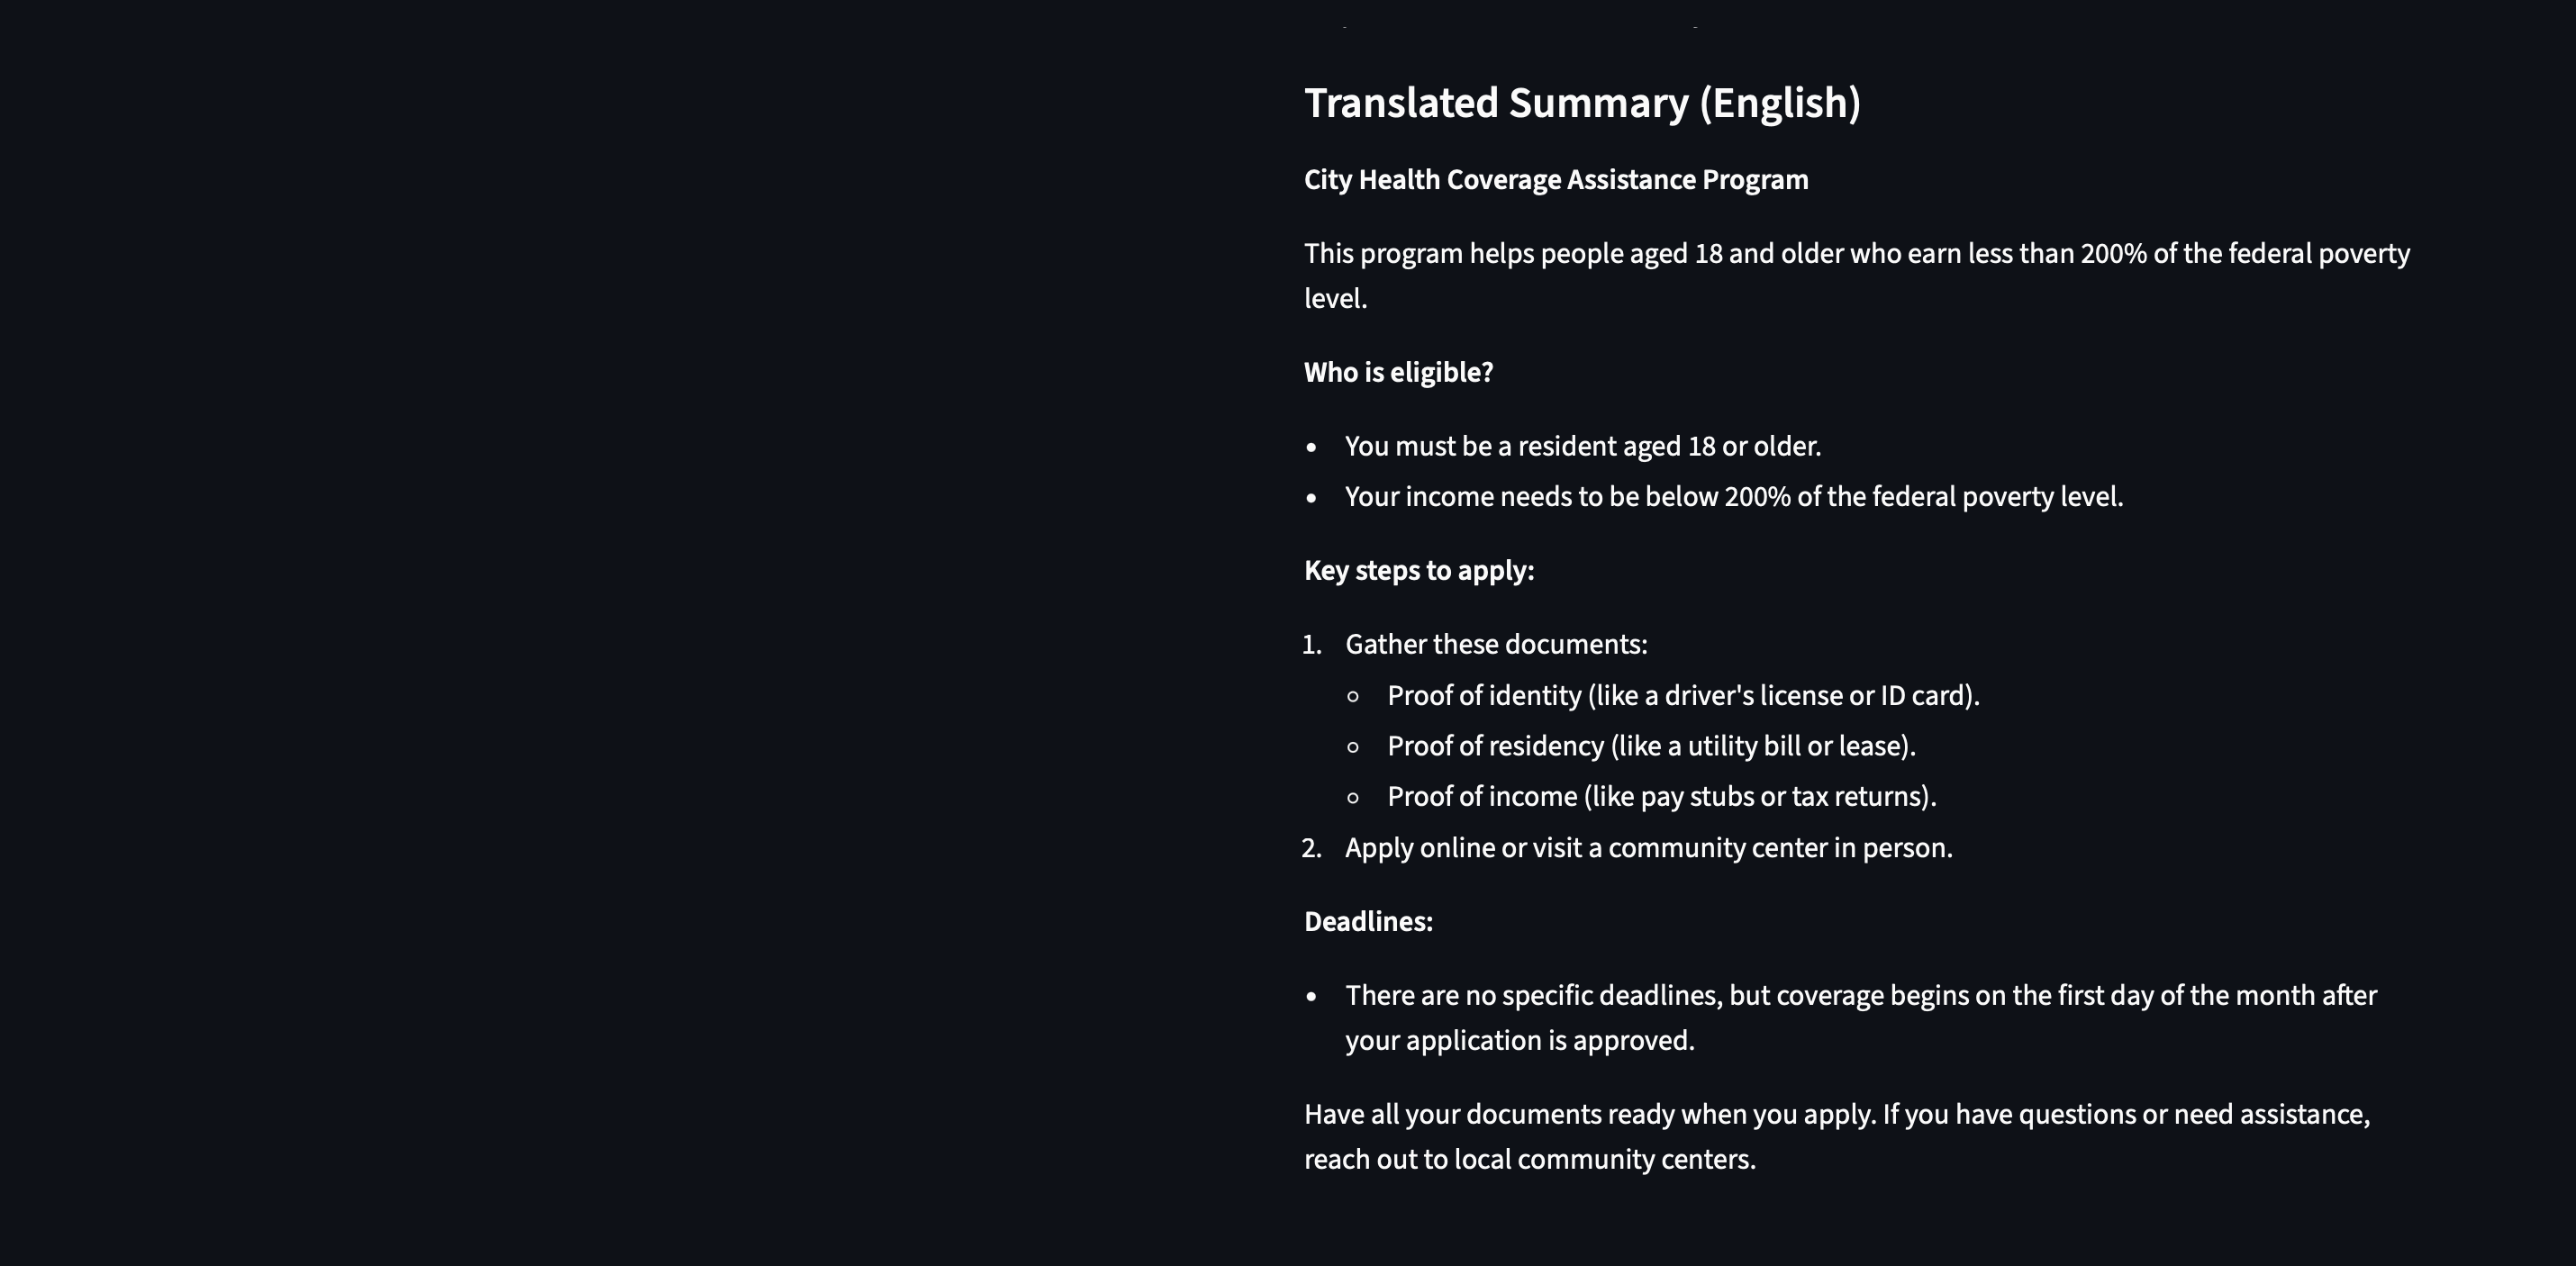 Translated Summary (English)
City Health Coverage Assistance Program
This program helps people aged 18 and older who earn less than 200% of the federal poverty
level.
Who is eligible?
• You must be a resident aged 18 or older.
• Your income needs to be below 200% of the federal poverty level.
Key steps to apply:
1. Gather these documents:
◦ Proof of identity (like a driver's license or ID card).
◦ Proof of residency (like a utility bill or lease).
◦ Proof of income (like pay stubs or tax returns).
2. Apply online or visit a community center in person.
Deadlines:
• There are no specific deadlines, but coverage begins on the first day of the month after
your application is approved.
Have all your documents ready when you apply. If you have questions or need assistance,
reach out to local community centers.